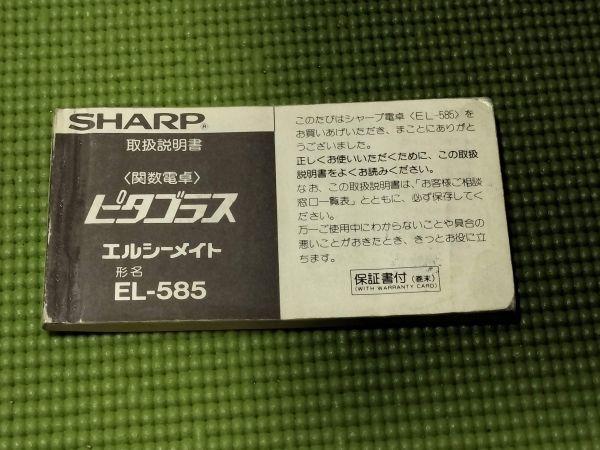 SHARP®
取扱説明書
〈関数電卓〉
ピタゴラス
エルシーメイト
形名
EL-585
このたびはシャープ電卓〈EL-585〉を
お買いあげいただき、まことにありがと
うございました。
正しくお使いいただくために、この取扱
説明書をよくお読みください。
なお、この取扱説明書は、「お客様ご相談
窓口一覧表」とともに、必ず保存してく
ださい。
万一ご使用中にわからないことや具合の
悪いことがおきたとき、きっとお役に立
ちます。
保証書付（巻末）
(WITH WARRANTY CARD)